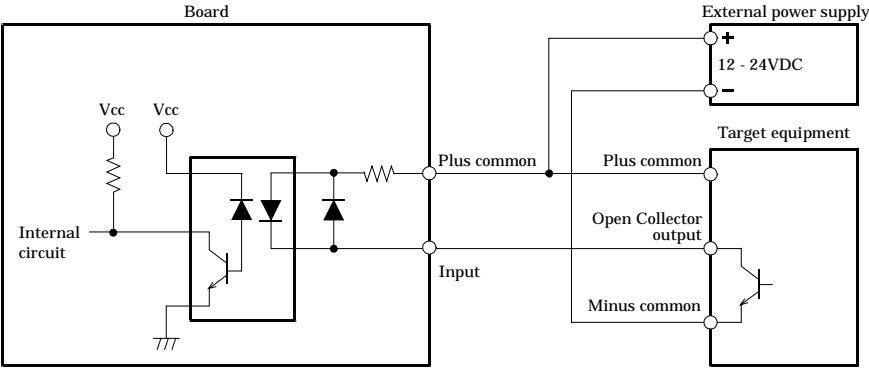 Board
External power supply
+
12 - 24VDC
−
Vcc
Vcc
Target equipment
Plus common
Plus common
Internal
circuit
Open Collector
output
Input
Minus common